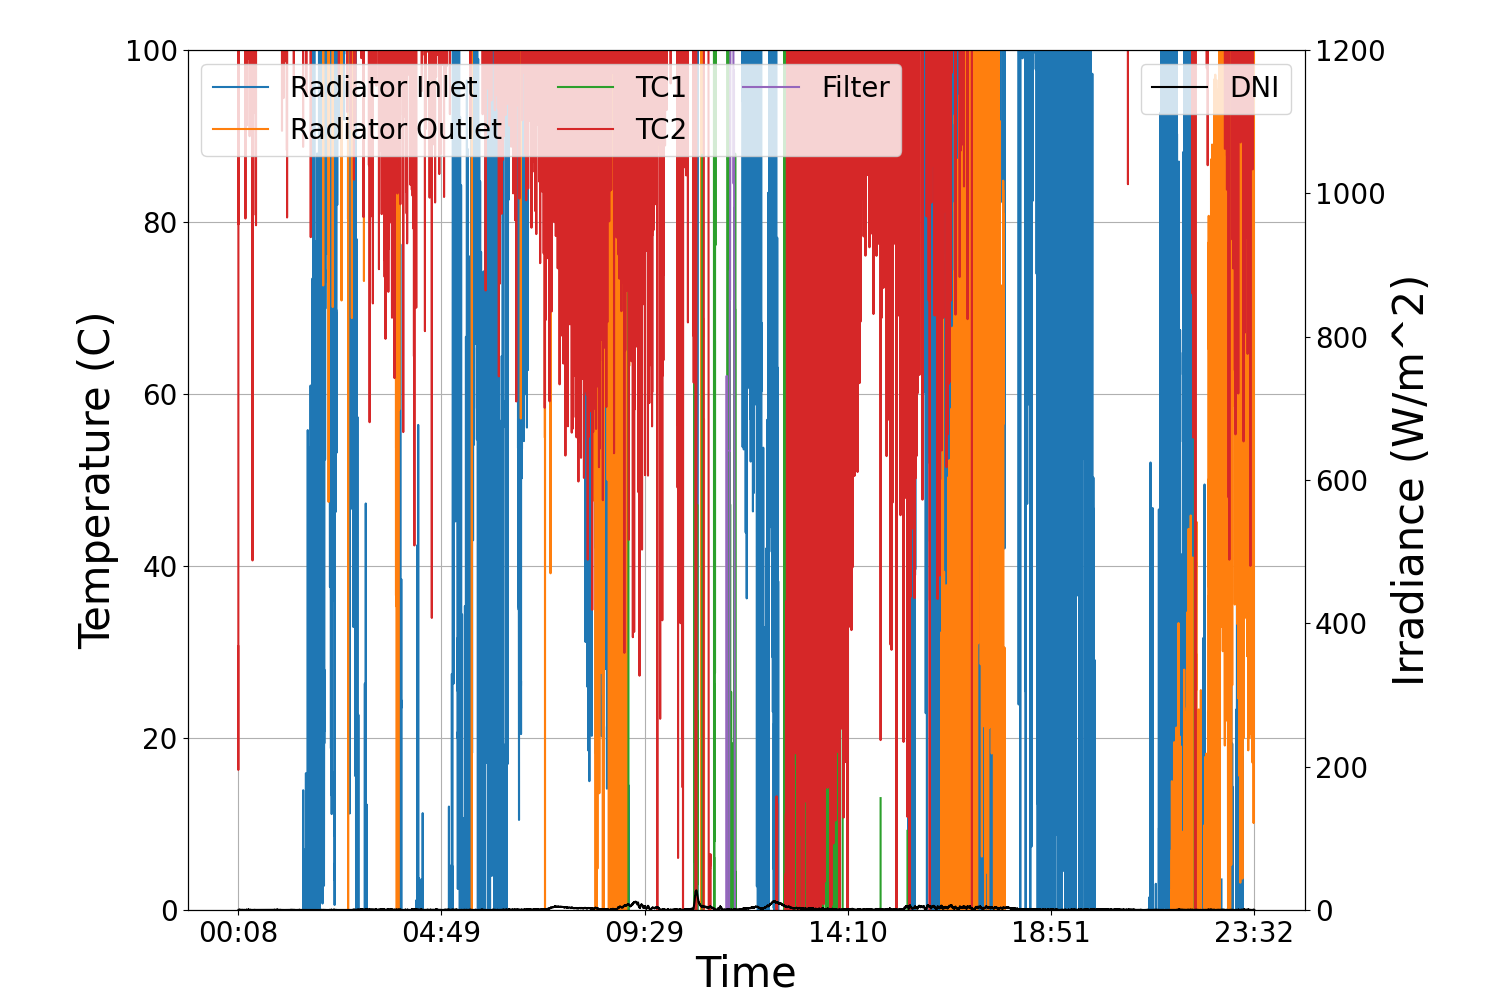 100
80
60
40
20
0
Temperature (C)
Radiator Inlet
Radiator Outlet
TC1
TC2
Filter
DNI
1200
1000
800
600
400
200
0
Irradiance (W/m^2)
00:08
04:49
09:29
14:10
18:51
23:32
Time